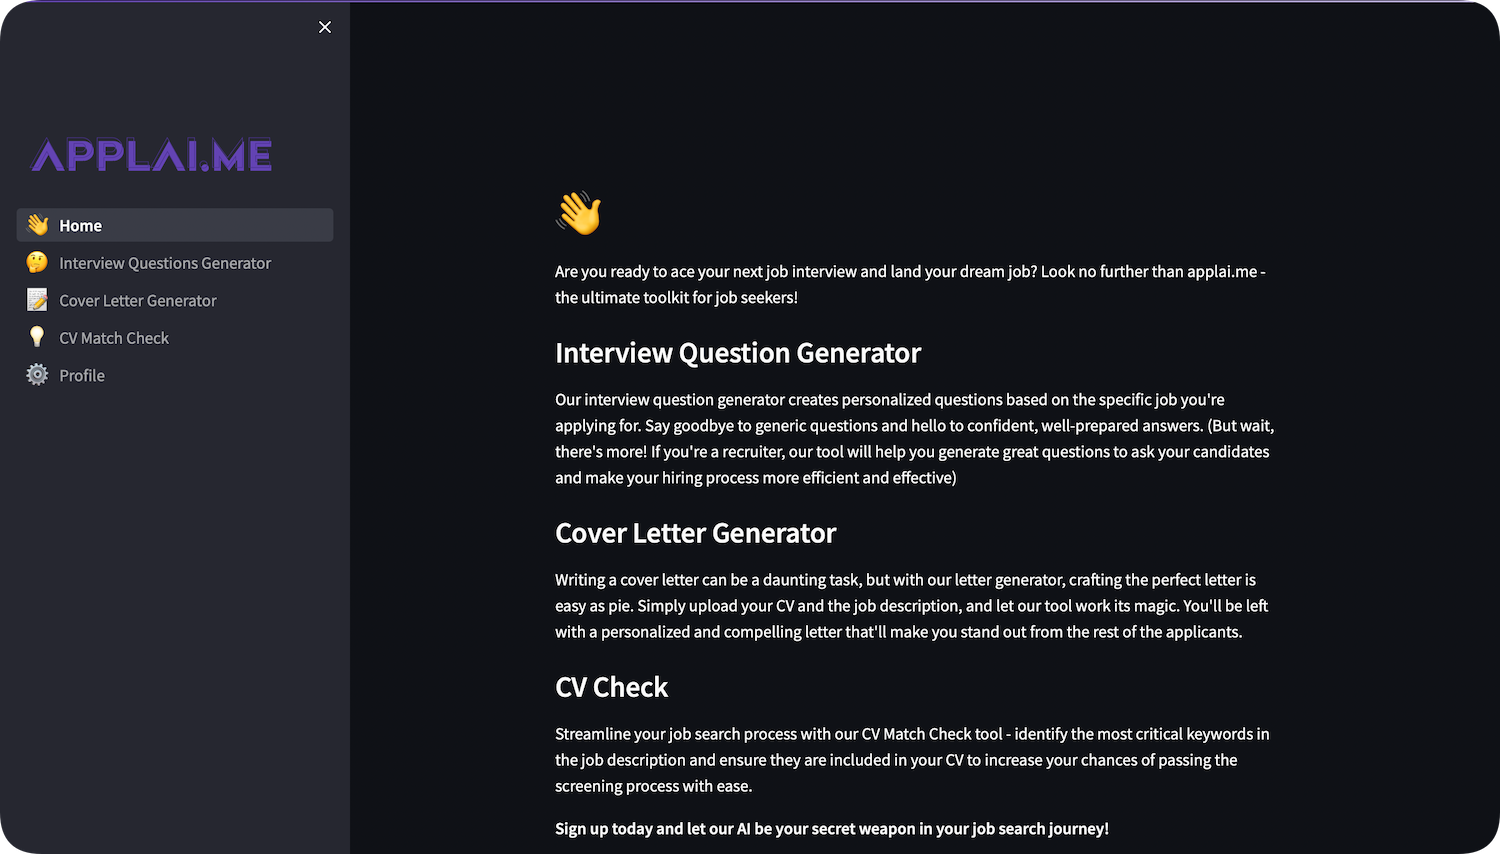 APPLAI.ME
Home
Interview Questions Generator
Cover Letter Generator
CV Match Check
Profile
Are you ready to ace your next job interview and land your dream job? Look no further than applai.me -
the ultimate toolkit for job seekers!
Interview Question Generator
Our interview question generator creates personalized questions based on the specific job you're
applying for. Say goodbye to generic questions and hello to confident, well-prepared answers. (But wait,
there's more! If you're a recruiter, our tool will help you generate great questions to ask your candidates
and make your hiring process more efficient and effective)
Cover Letter Generator
Writing a cover letter can be a daunting task, but with our letter generator, crafting the perfect letter is
easy as pie. Simply upload your CV and the job description, and let our tool work its magic. You'll be left
with a personalized and compelling letter that'll make you stand out from the rest of the applicants.
CV Check
Streamline your job search process with our CV Match Check tool - identify the most critical keywords in
the job description and ensure they are included in your CV to increase your chances of passing the
screening process with ease.
Sign up today and let our AI be your secret weapon in your job search journey!